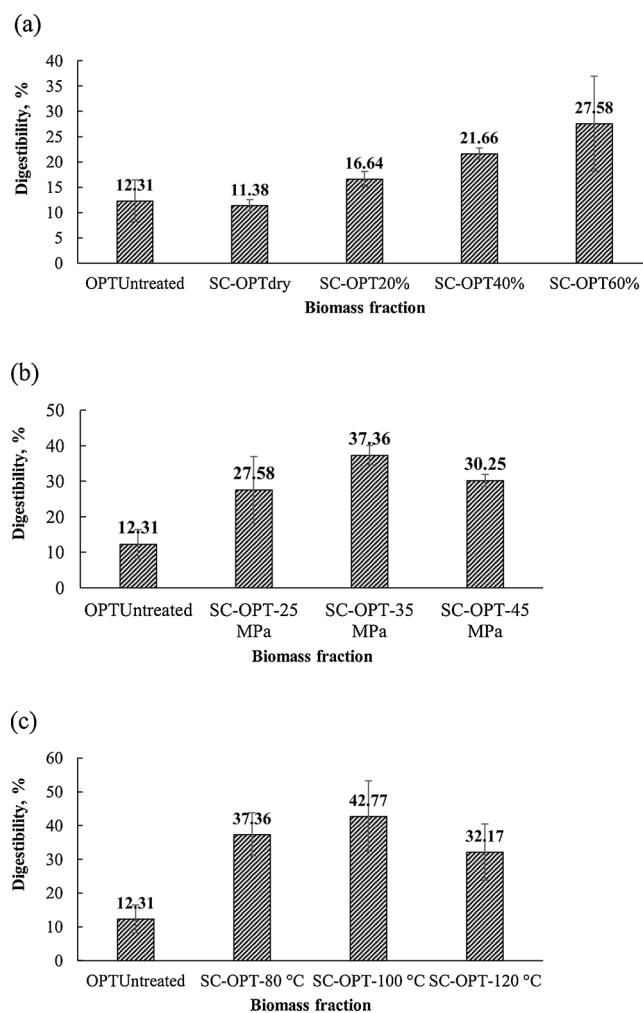 (a)
Digestibility, %
40
35
30
25
20
15
10
5
0
12.31
11.38
16.64
21.66
27.58
OPTUntreated SC-OPTdry SC-OPT20% SC-OPT40% SC-OPT60%
Biomass fraction
(b)
Digestibility, %
50
40
30
20
10
0
12.31
27.58
37.36
30.25
OPTUntreated SC-OPT-25 SC-OPT-35 SC-OPT-45
MPa MPa MPa
Biomass fraction
(c)
Digestibility, %
60
50
40
30
20
10
0
12.31
37.36
42.77
32.17
OPTUntreated SC-OPT-80 °C SC-OPT-100 °C SC-OPT-120 °C
Biomass fraction